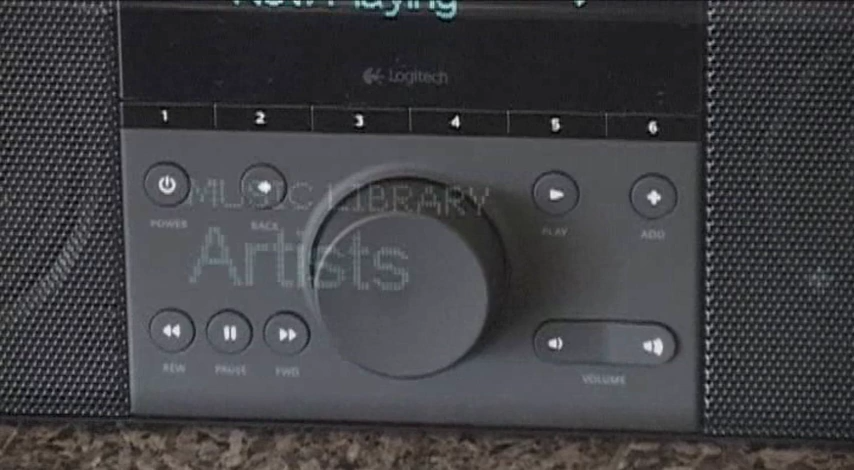 Now Playing
Logitech
1 2 3 4 5 6
MUSIC LIBRARY
POWER BACK PLAY ADD
Artists
REW PAUSE FWD
VOLUME